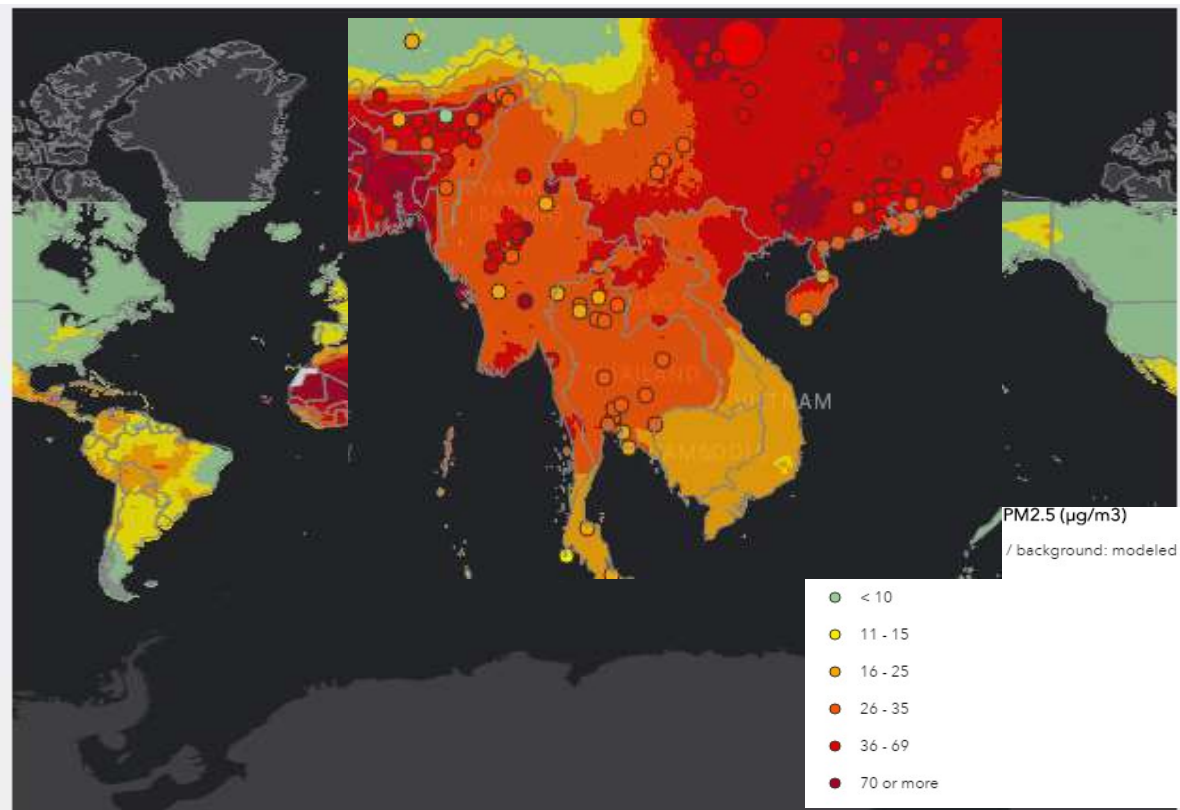 THAILAND
VIETNAM
PM2.5 (µg/m3)
/ background: modeled
< 10
11 - 15
16 - 25
26 - 35
36 - 69
70 or more